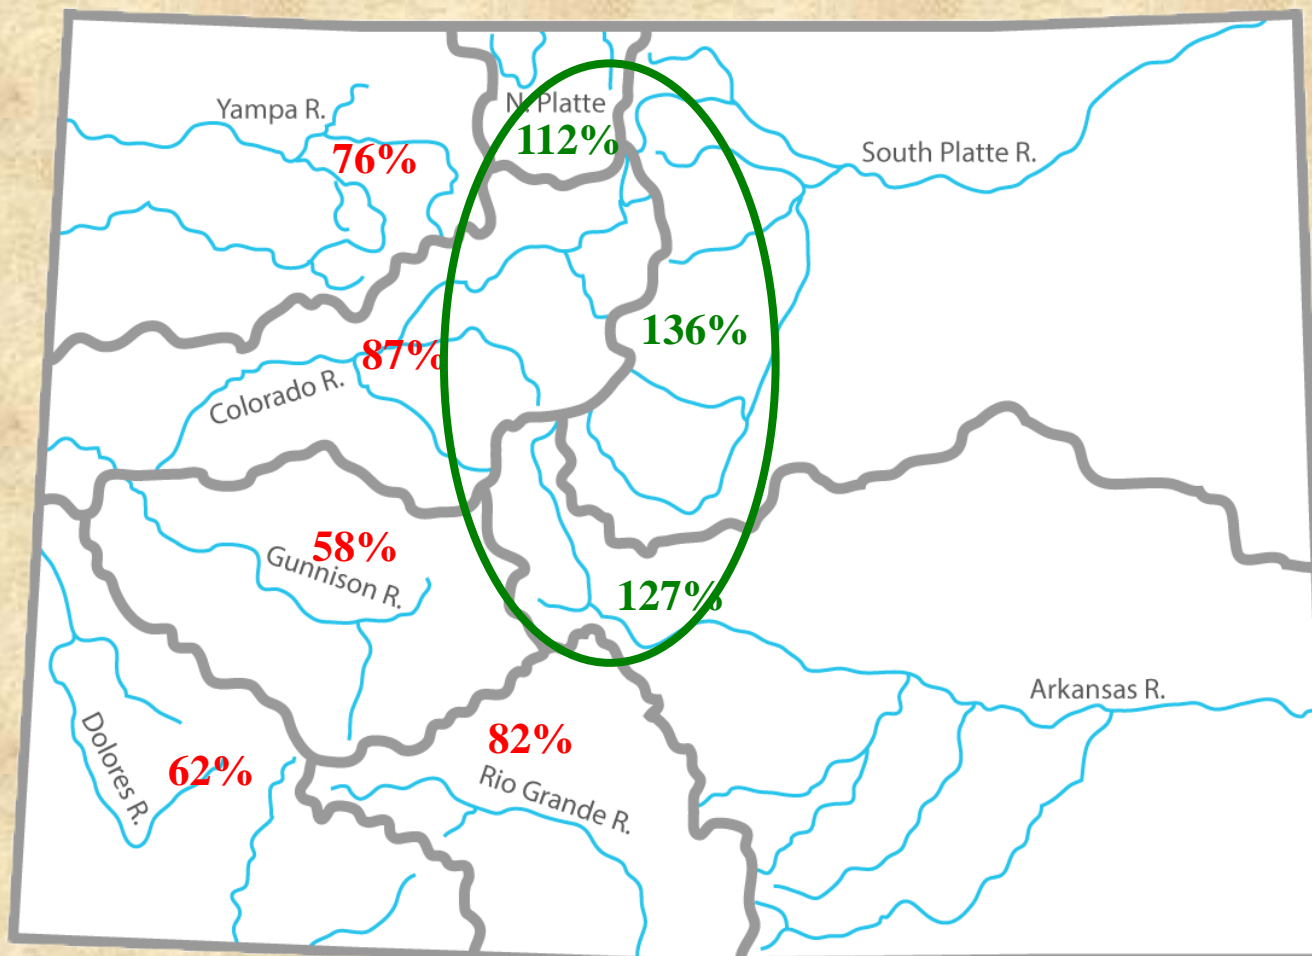 N. Platte
112%
Yampa R.
76%
South Platte R.
136%
87%
Colorado R.
58%
Gunnison R.
127%
Arkansas R.
Dolores R.
62%
82%
Rio Grande R.